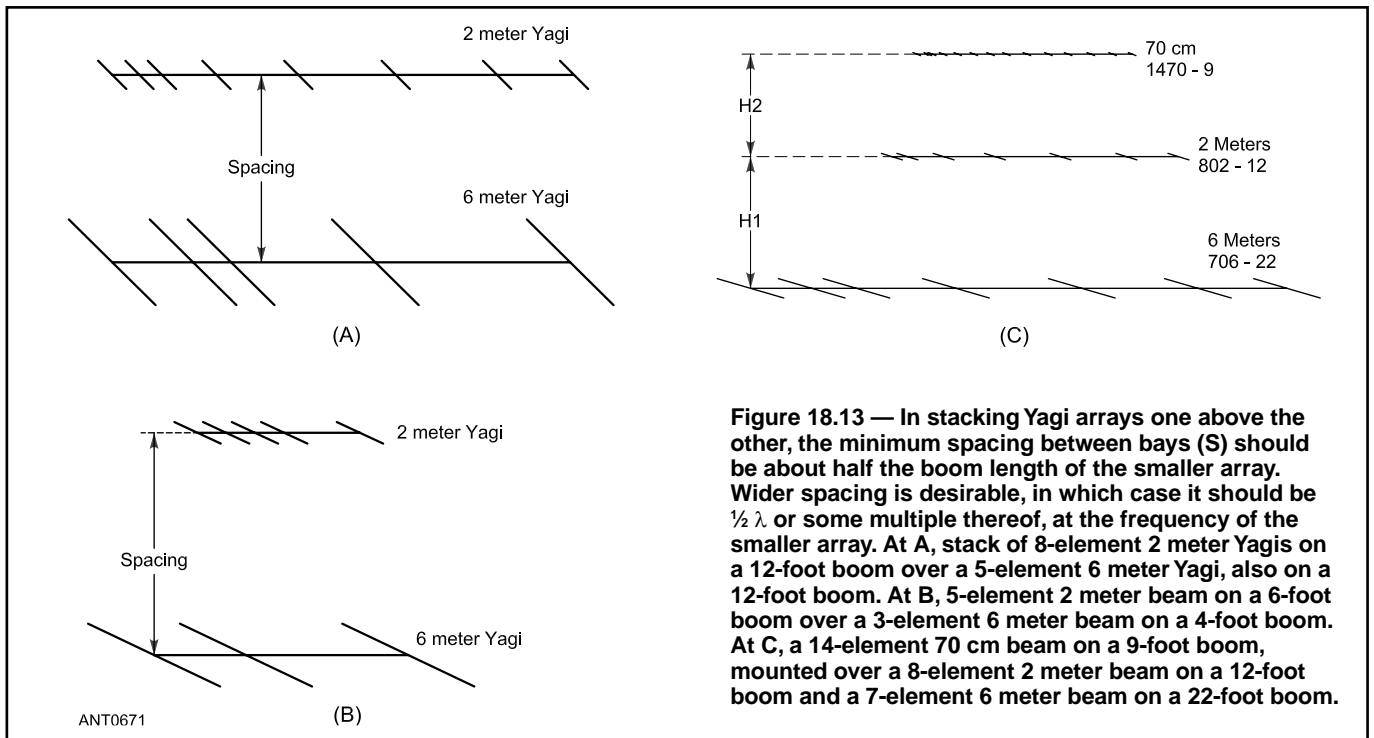 2 meter Yagi
Spacing
6 meter Yagi
(A)
70 cm
1470 - 9
H2
2 Meters
802 - 12
H1
6 Meters
706 - 22
(C)
2 meter Yagi
Spacing
6 meter Yagi
(B)
ANT0671
Figure 18.13 — In stacking Yagi arrays one above the
other, the minimum spacing between bays (S) should
be about half the boom length of the smaller array.
Wider spacing is desirable, in which case it should be
½ λ or some multiple thereof, at the frequency of the
smaller array. At A, stack of 8-element 2 meter Yagis on
a 12-foot boom over a 5-element 6 meter Yagi, also on a
12-foot boom. At B, 5-element 2 meter beam on a 6-foot
boom over a 3-element 6 meter beam on a 4-foot boom.
At C, a 14-element 70 cm beam on a 9-foot boom,
mounted over a 8-element 2 meter beam on a 12-foot
boom and a 7-element 6 meter beam on a 22-foot boom.